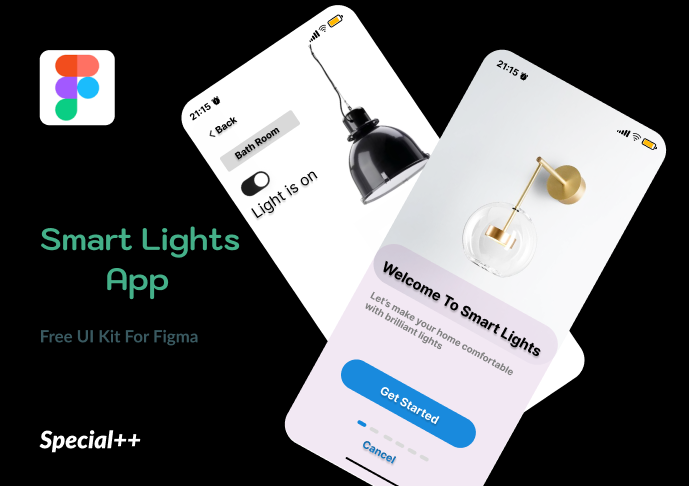 Smart Lights
App
Free UI Kit For Figma
Special++
21:15
Back
Bath Room
Light is on
21:15
Welcome To Smart Lights
Let's make your home comfortable
with brilliant lights
Get Started
Cancel